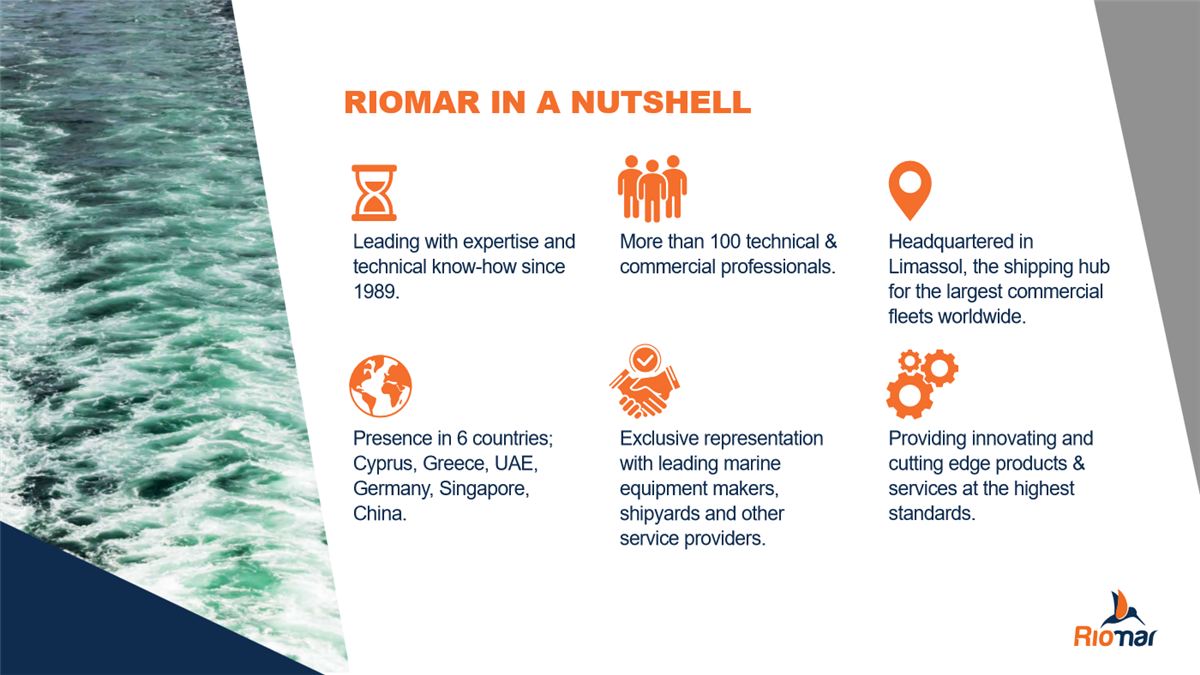 RIOMAR IN A NUTSHELL
Leading with expertise and
technical know-how since
1989.
More than 100 technical &
commercial professionals.
Headquartered in
Limassol, the shipping hub
for the largest commercial
fleets worldwide.
Presence in 6 countries;
Cyprus, Greece, UAE,
Germany, Singapore,
China.
Exclusive representation
with leading marine
equipment makers,
shipyards and other
service providers.
Providing innovating and
cutting edge products &
services at the highest
standards.
Riomar